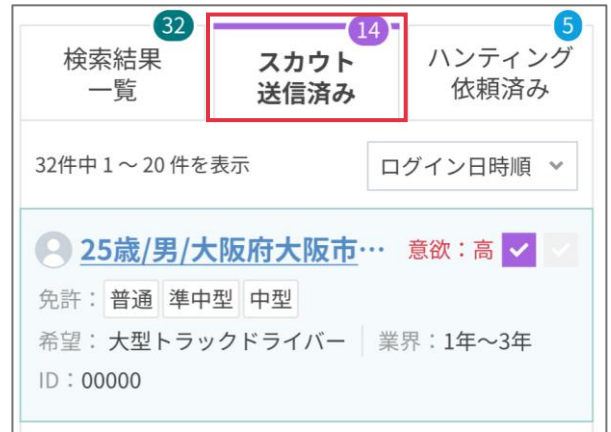 32
14
5
検索結果
一覧
スカウト
送信済み
ハンティング
依頼済み
32件中 1 ～ 20 件を表示
ログイン日時順
25歳/男/大阪府大阪市… 意欲：高
免許： 普通 準中型 中型
希望： 大型トラックドライバー 業界：1年～3年
ID：00000